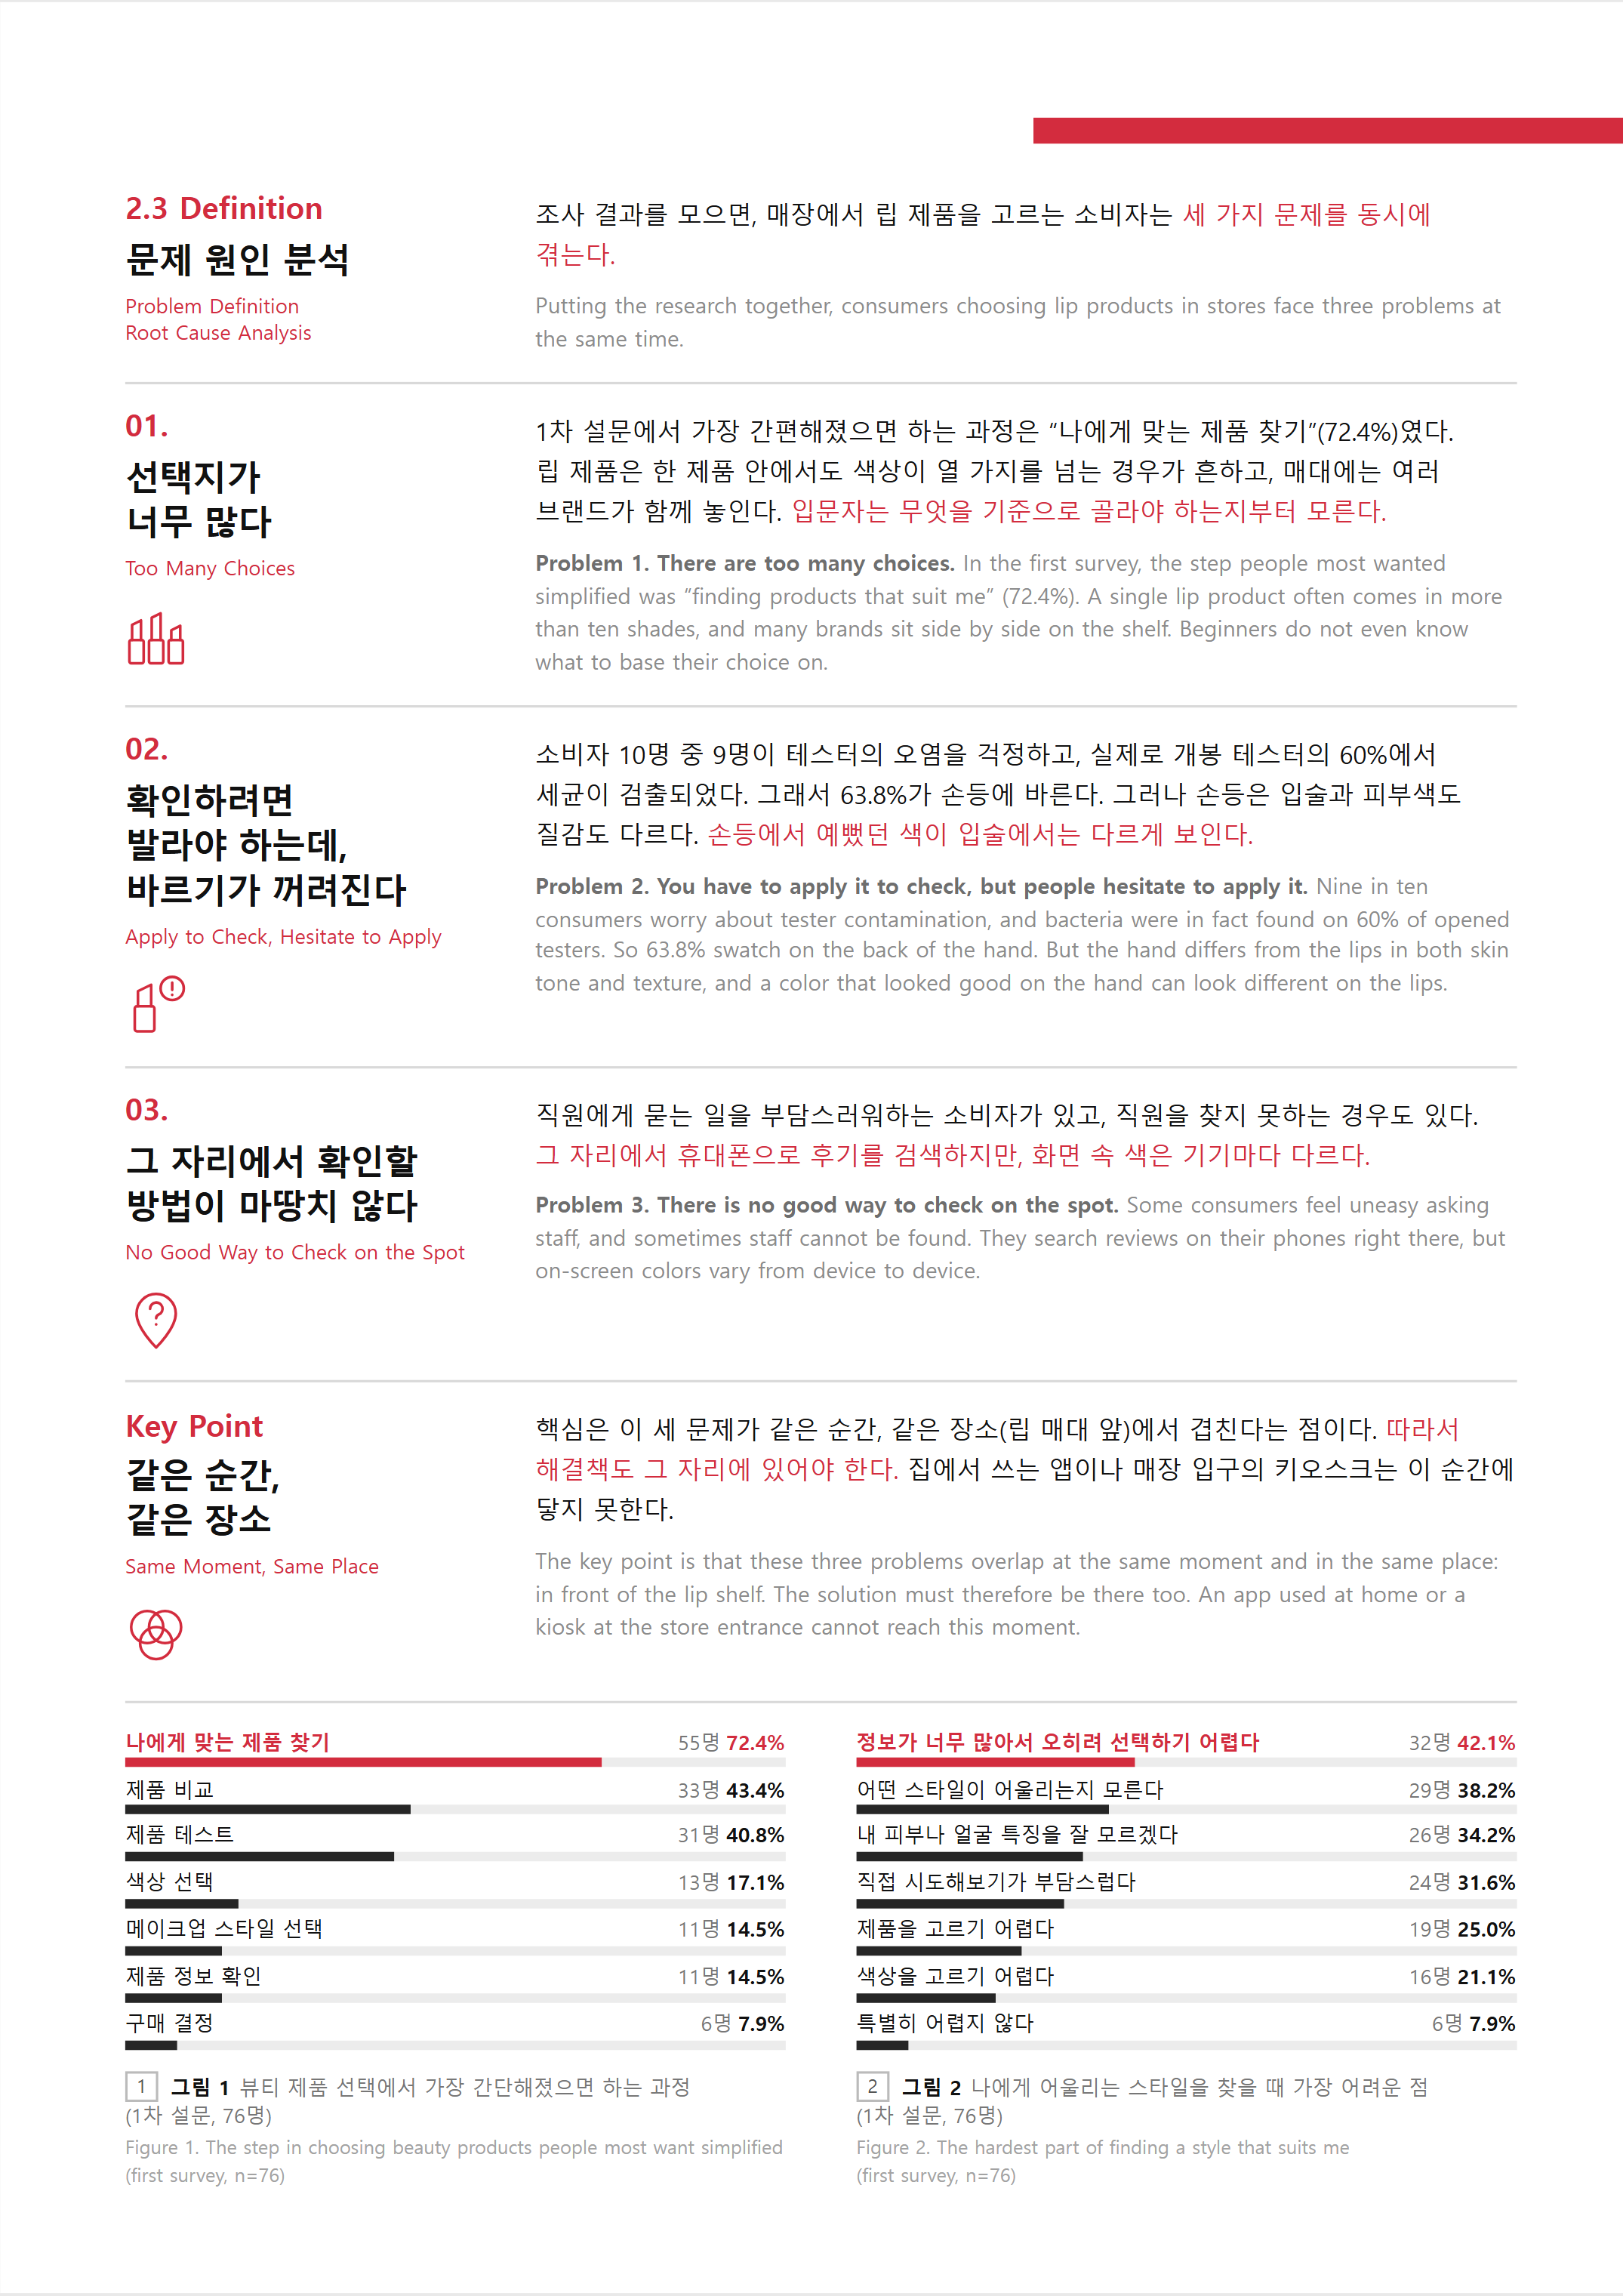 2.3 Definition
문제 원인 분석
Problem Definition
Root Cause Analysis
조사 결과를 모으면, 매장에서 립 제품을 고르는 소비자는 세 가지 문제를 동시에
겪는다.
Putting the research together, consumers choosing lip products in stores face three problems at
the same time.
01.
선택지가
너무 많다
Too Many Choices
1차 설문에서 가장 간편해졌으면 하는 과정은 “나에게 맞는 제품 찾기”(72.4%)였다.
립 제품은 한 제품 안에서도 색상이 열 가지를 넘는 경우가 흔하고, 매대에는 여러
브랜드가 함께 놓인다. 입문자는 무엇을 기준으로 골라야 하는지부터 모른다.
Problem 1. There are too many choices. In the first survey, the step people most wanted
simplified was “finding products that suit me” (72.4%). A single lip product often comes in more
than ten shades, and many brands sit side by side on the shelf. Beginners do not even know
what to base their choice on.
02.
확인하려면
발라야 하는데,
바르기가 꺼려진다
Apply to Check, Hesitate to Apply
소비자 10명 중 9명이 테스터의 오염을 걱정하고, 실제로 개봉 테스터의 60%에서
세균이 검출되었다. 그래서 63.8%가 손등에 바른다. 그러나 손등은 입술과 피부색도
질감도 다르다. 손등에서 예뻤던 색이 입술에서는 다르게 보인다.
Problem 2. You have to apply it to check, but people hesitate to apply it. Nine in ten
consumers worry about tester contamination, and bacteria were in fact found on 60% of opened
testers. So 63.8% swatch on the back of the hand. But the hand differs from the lips in both skin
tone and texture, and a color that looked good on the hand can look different on the lips.
03.
그 자리에서 확인할
방법이 마땅치 않다
No Good Way to Check on the Spot
직원에게 묻는 일을 부담스러워하는 소비자가 있고, 직원을 찾지 못하는 경우도 있다.
그 자리에서 휴대폰으로 후기를 검색하지만, 화면 속 색은 기기마다 다르다.
Problem 3. There is no good way to check on the spot. Some consumers feel uneasy asking
staff, and sometimes staff cannot be found. They search reviews on their phones right there, but
on-screen colors vary from device to device.
Key Point
같은 순간,
같은 장소
Same Moment, Same Place
핵심은 이 세 문제가 같은 순간, 같은 장소(립 매대 앞)에서 겹친다는 점이다. 따라서
해결책도 그 자리에 있어야 한다. 집에서 쓰는 앱이나 매장 입구의 키오스크는 이 순간에
닿지 못한다.
The key point is that these three problems overlap at the same moment and in the same place:
in front of the lip shelf. The solution must therefore be there too. An app used at home or a
kiosk at the store entrance cannot reach this moment.
나에게 맞는 제품 찾기 55명 72.4%
제품 비교 33명 43.4%
제품 테스트 31명 40.8%
색상 선택 13명 17.1%
메이크업 스타일 선택 11명 14.5%
제품 정보 확인 11명 14.5%
구매 결정 6명 7.9%
1 그림 1 뷰티 제품 선택에서 가장 간단해졌으면 하는 과정
(1차 설문, 76명)
Figure 1. The step in choosing beauty products people most want simplified
(first survey, n=76)
정보가 너무 많아서 오히려 선택하기 어렵다 32명 42.1%
어떤 스타일이 어울리는지 모른다 29명 38.2%
내 피부나 얼굴 특징을 잘 모르겠다 26명 34.2%
직접 시도해보기가 부담스럽다 24명 31.6%
제품을 고르기 어렵다 19명 25.0%
색상을 고르기 어렵다 16명 21.1%
특별히 어렵지 않다 6명 7.9%
2 그림 2 나에게 어울리는 스타일을 찾을 때 가장 어려운 점
(1차 설문, 76명)
Figure 2. The hardest part of finding a style that suits me
(first survey, n=76)